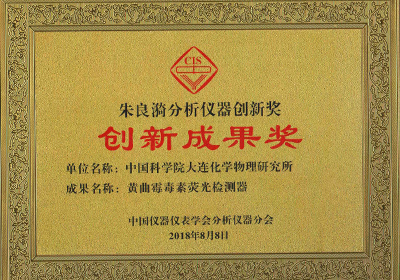 CIS
朱良漪分析仪器创新奖
创新成果奖
单位名称：中国科学院大连化学物理研究所
成果名称：黄曲霉毒素荧光检测器
中国仪器仪表学会分析仪器分会
2018年8月8日